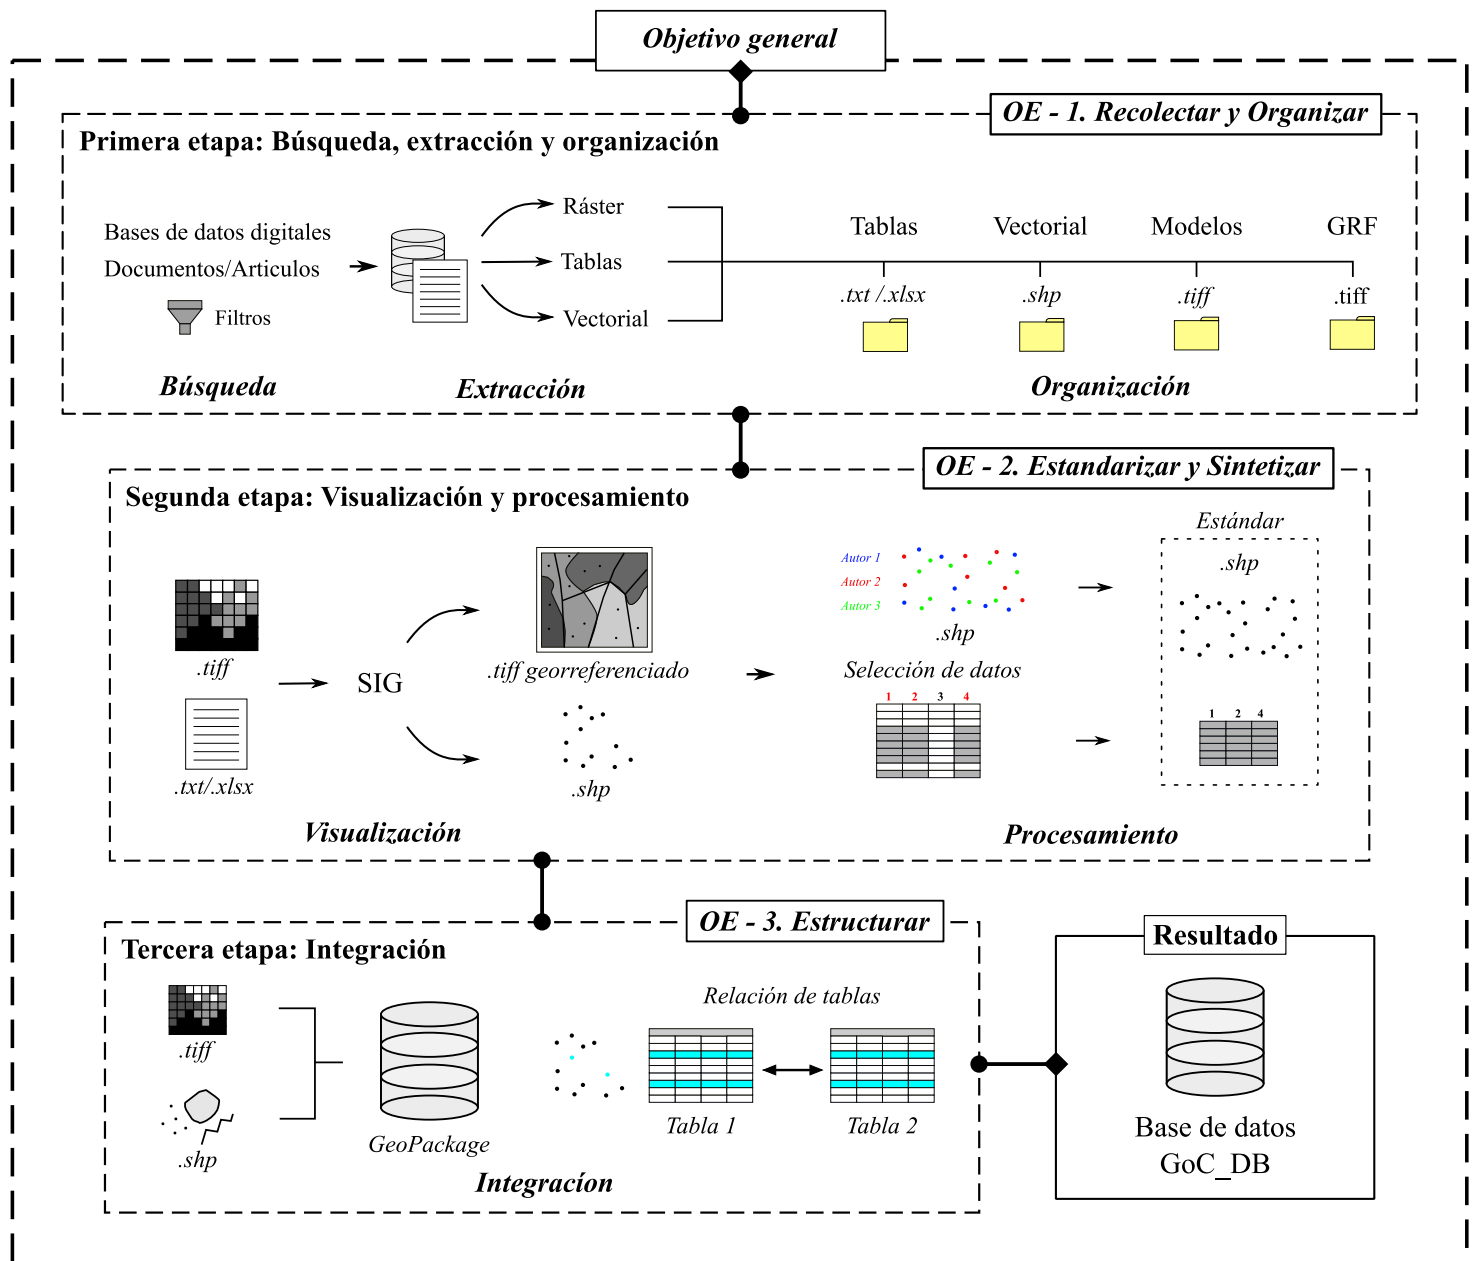 Objetivo general
OE - 1. Recolectar y Organizar
Primera etapa: Búsqueda, extracción y organización
Bases de datos digitales
Documentos/Articulos
Filtros
Búsqueda
Ráster
Tablas
Vectorial
Extracción
Tablas
Vectorial
Modelos
GRF
.txt /.xlsx
.shp
.tiff
.tiff
Organización
OE - 2. Estandarizar y Sintetizar
Segunda etapa: Visualización y procesamiento
.tiff
.txt/.xlsx
SIG
.tiff georreferenciado
.shp
Visualización
Autor 1
Autor 2
Autor 3
.shp
Selección de datos
1 2 3 4
Estándar
.shp
1 2 4
Procesamiento
OE - 3. Estructurar
Tercera etapa: Integración
.tiff
.shp
GeoPackage
Relación de tablas
Tabla 1
Tabla 2
Integracíon
Resultado
Base de datos
GoC_DB